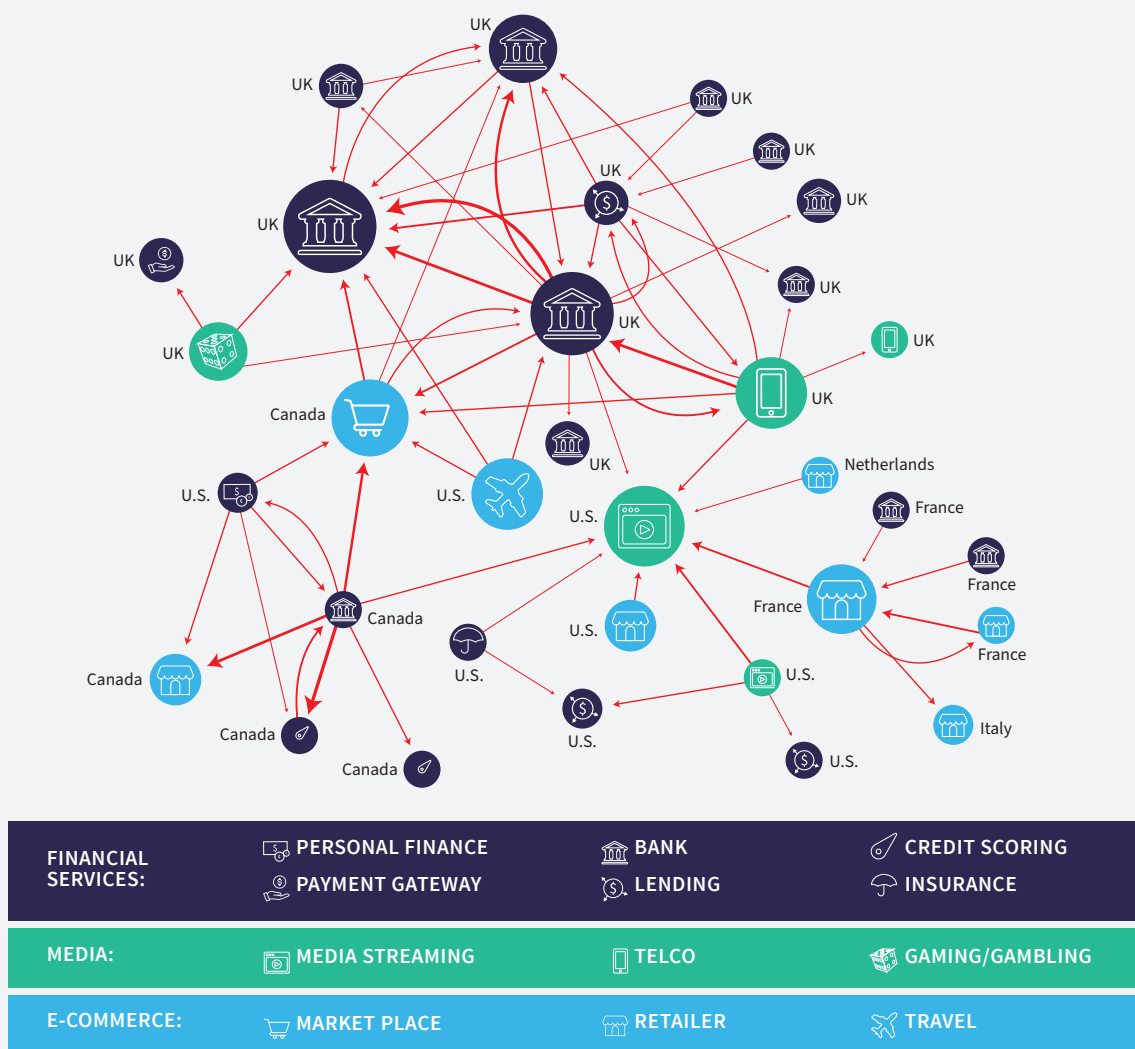 UK
UK
UK
UK
UK
UK
UK
UK
UK
UK
UK
UK
UK
Canada
UK
UK
Netherlands
U.S.
U.S.
France
U.S.
France
France
Canada
U.S.
France
U.S.
U.S.
Canada
Italy
Canada
U.S.
U.S.
Canada
$
$
$
$
$
$
FINANCIAL
SERVICES:
PERSONAL FINANCE
BANK
CREDIT SCORING
PAYMENT GATEWAY
LENDING
INSURANCE
MEDIA:
MEDIA STREAMING
TELCO
GAMING/GAMBLING
E-COMMERCE:
MARKET PLACE
RETAILER
TRAVEL